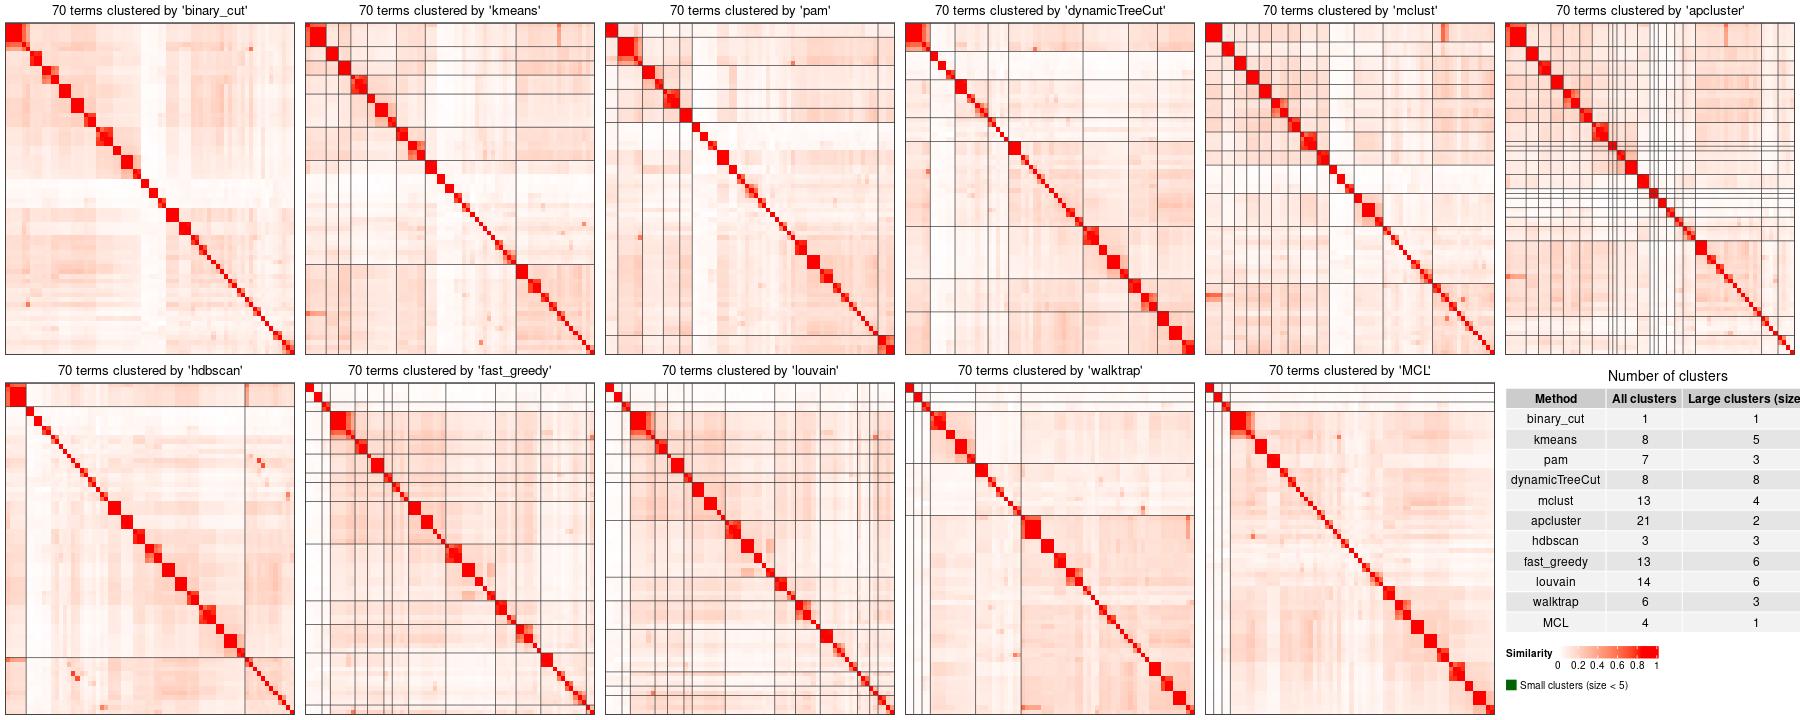 70 terms clustered by 'binary_cut'
70 terms clustered by 'kmeans'
70 terms clustered by 'pam'
70 terms clustered by 'dynamicTreeCut'
70 terms clustered by 'mclust'
70 terms clustered by 'apcluster'
70 terms clustered by 'hdbscan'
70 terms clustered by 'fast_greedy'
70 terms clustered by 'louvain'
70 terms clustered by 'walktrap'
70 terms clustered by 'MCL'
Number of clusters
Method All clusters Large clusters (size
binary_cut 1 1
kmeans 8 5
pam 7 3
dynamicTreeCut 8 8
mclust 13 4
apcluster 21 2
hdbscan 3 3
fast_greedy 13 6
louvain 14 6
walktrap 6 3
MCL 4 1
Similarity
0 0.2 0.4 0.6 0.8 1
Small clusters (size < 5)